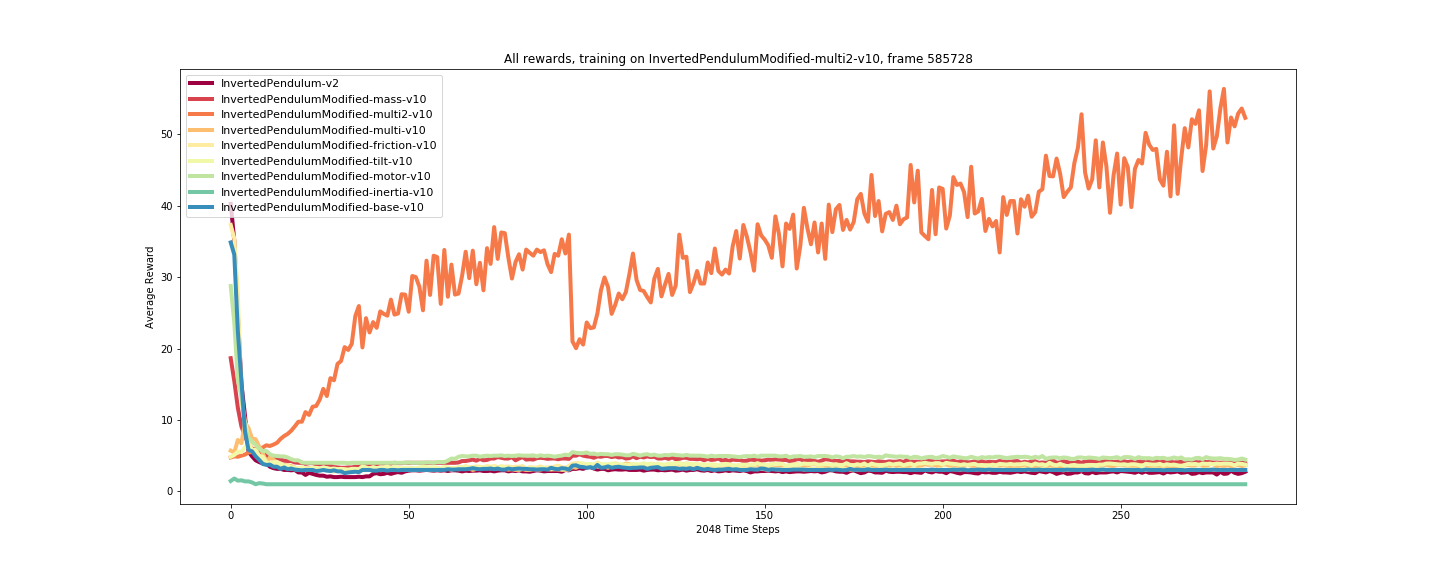 All rewards, training on InvertedPendulumModified-multi2-v10, frame 585728
InvertedPendulum-v2
InvertedPendulumModified-mass-v10
InvertedPendulumModified-multi2-v10
InvertedPendulumModified-multi-v10
InvertedPendulumModified-friction-v10
InvertedPendulumModified-tilt-v10
InvertedPendulumModified-motor-v10
InvertedPendulumModified-inertia-v10
InvertedPendulumModified-base-v10
Average Reward
50
40
30
20
10
0
0 50 100 150 200 250
2048 Time Steps